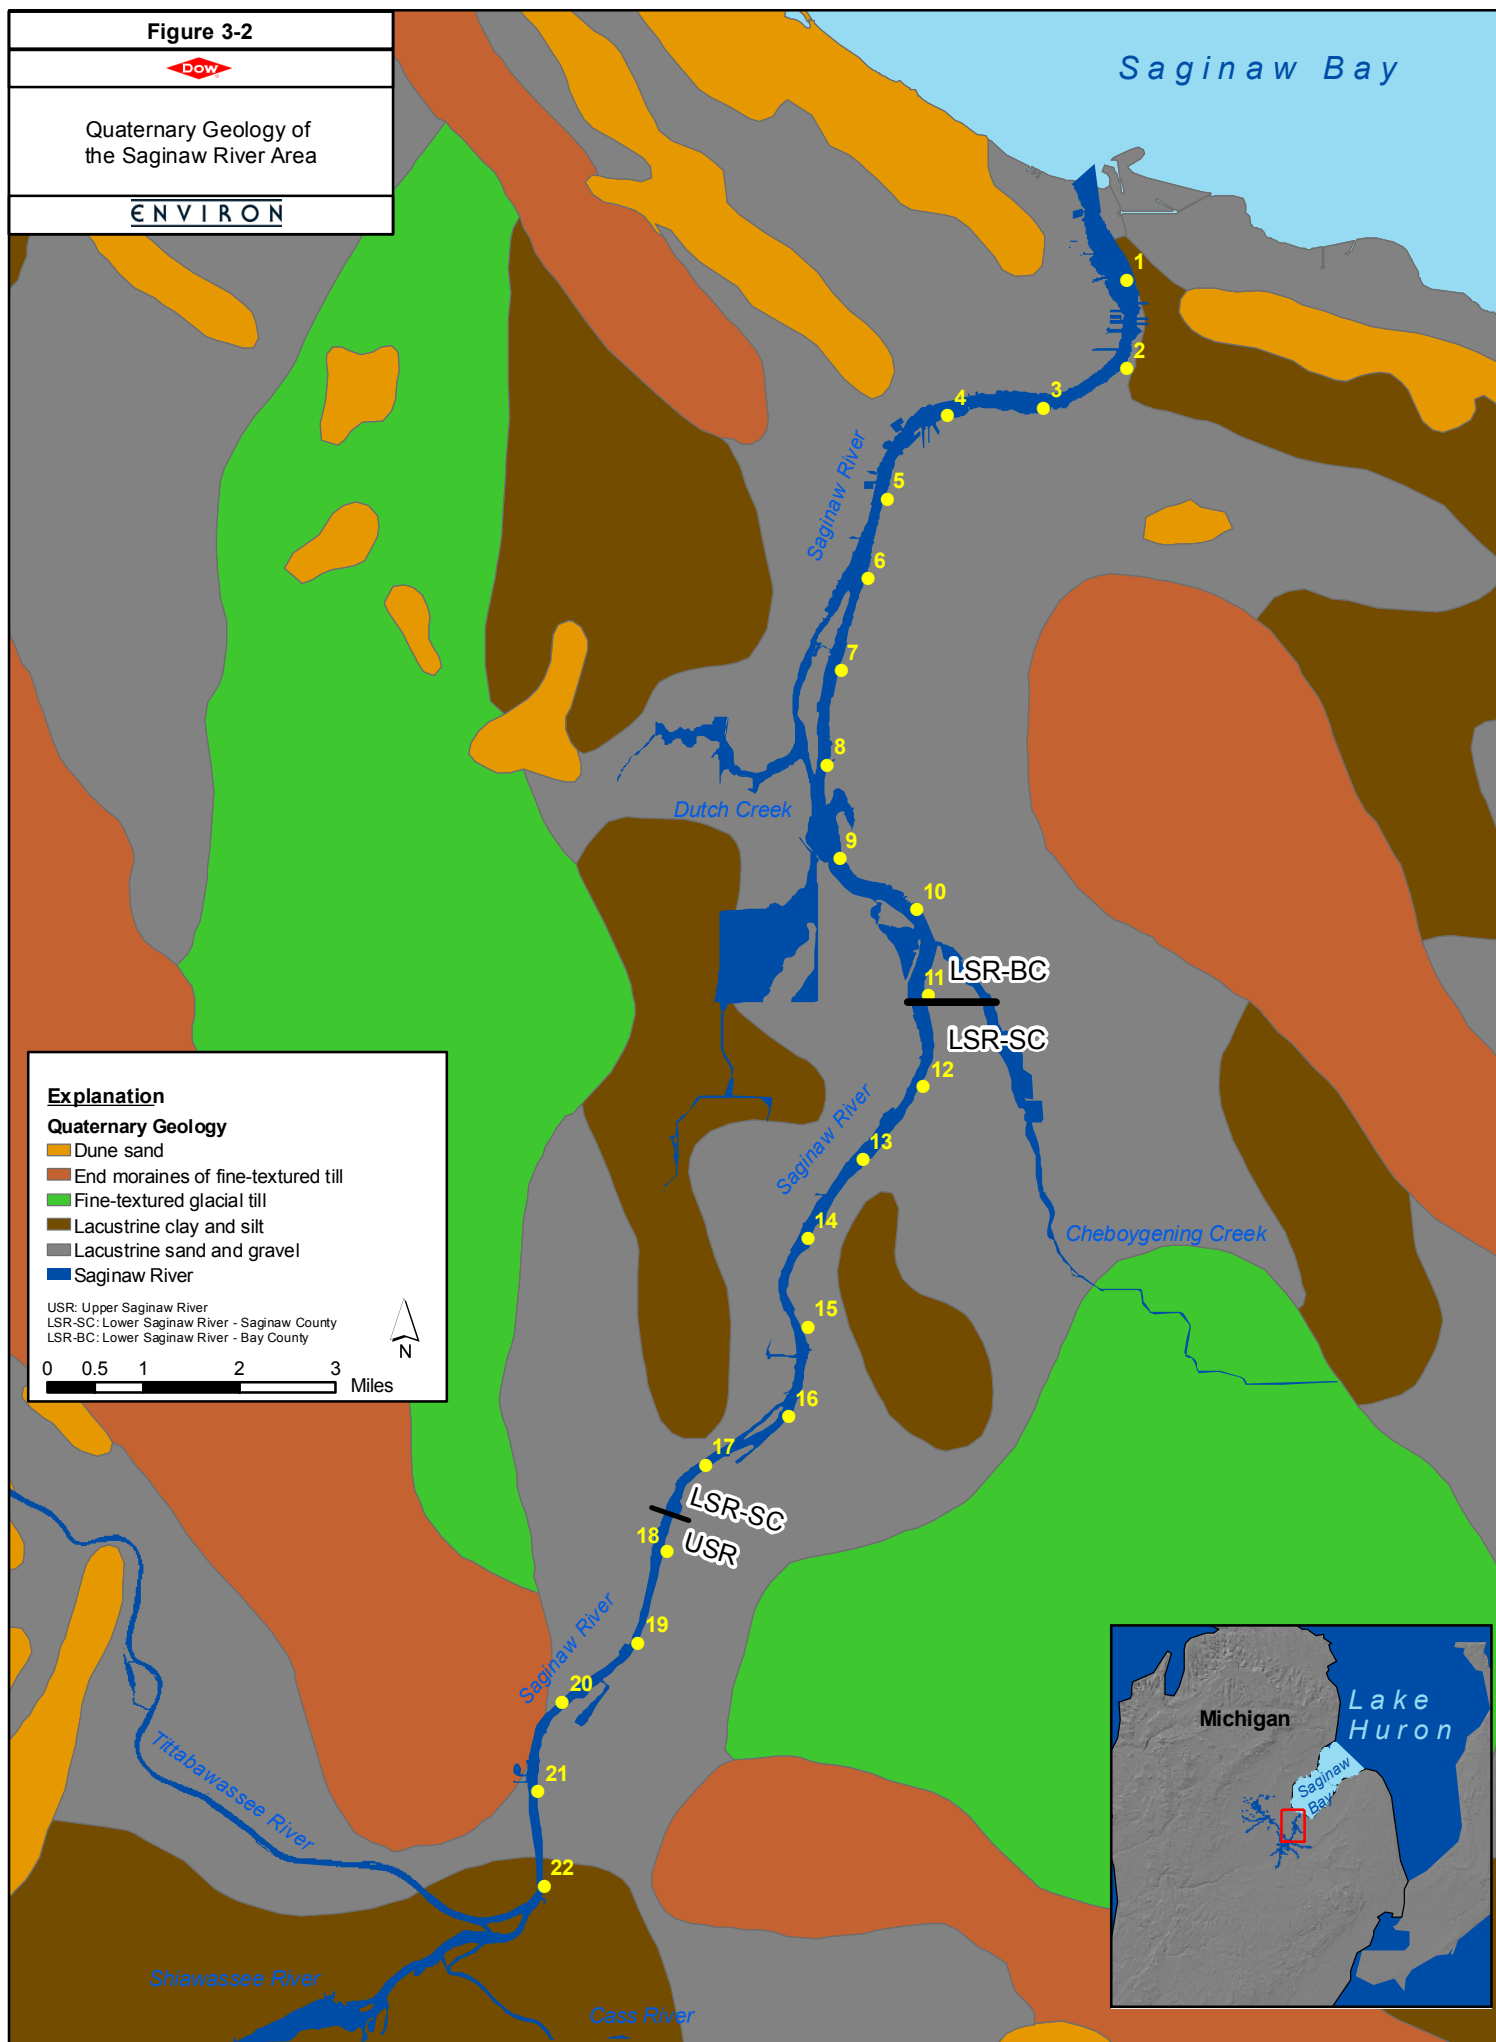 Figure 3-2
Dow
Quaternary Geology of
the Saginaw River Area
ENVIRON
Saginaw Bay
1
2
3
4
Saginaw River
5
6
7
8
Dutch Creek
9
10
LSR-BC
11
LSR-SC
12
Saginaw River
13
14
Cheboygening Creek
15
16
17
LSR-SC
18
USR
19
Saginaw River
20
21
Tittabawassee River
22
Shiawassee River
Cass River
Explanation
Quaternary Geology
Dune sand
End moraines of fine-textured till
Fine-textured glacial till
Lacustrine clay and silt
Lacustrine sand and gravel
Saginaw River
USR: Upper Saginaw River
LSR-SC: Lower Saginaw River - Saginaw County
LSR-BC: Lower Saginaw River - Bay County
N
0 0.5 1 2 3
Miles
Michigan
Lake
Huron
Saginaw
Bay